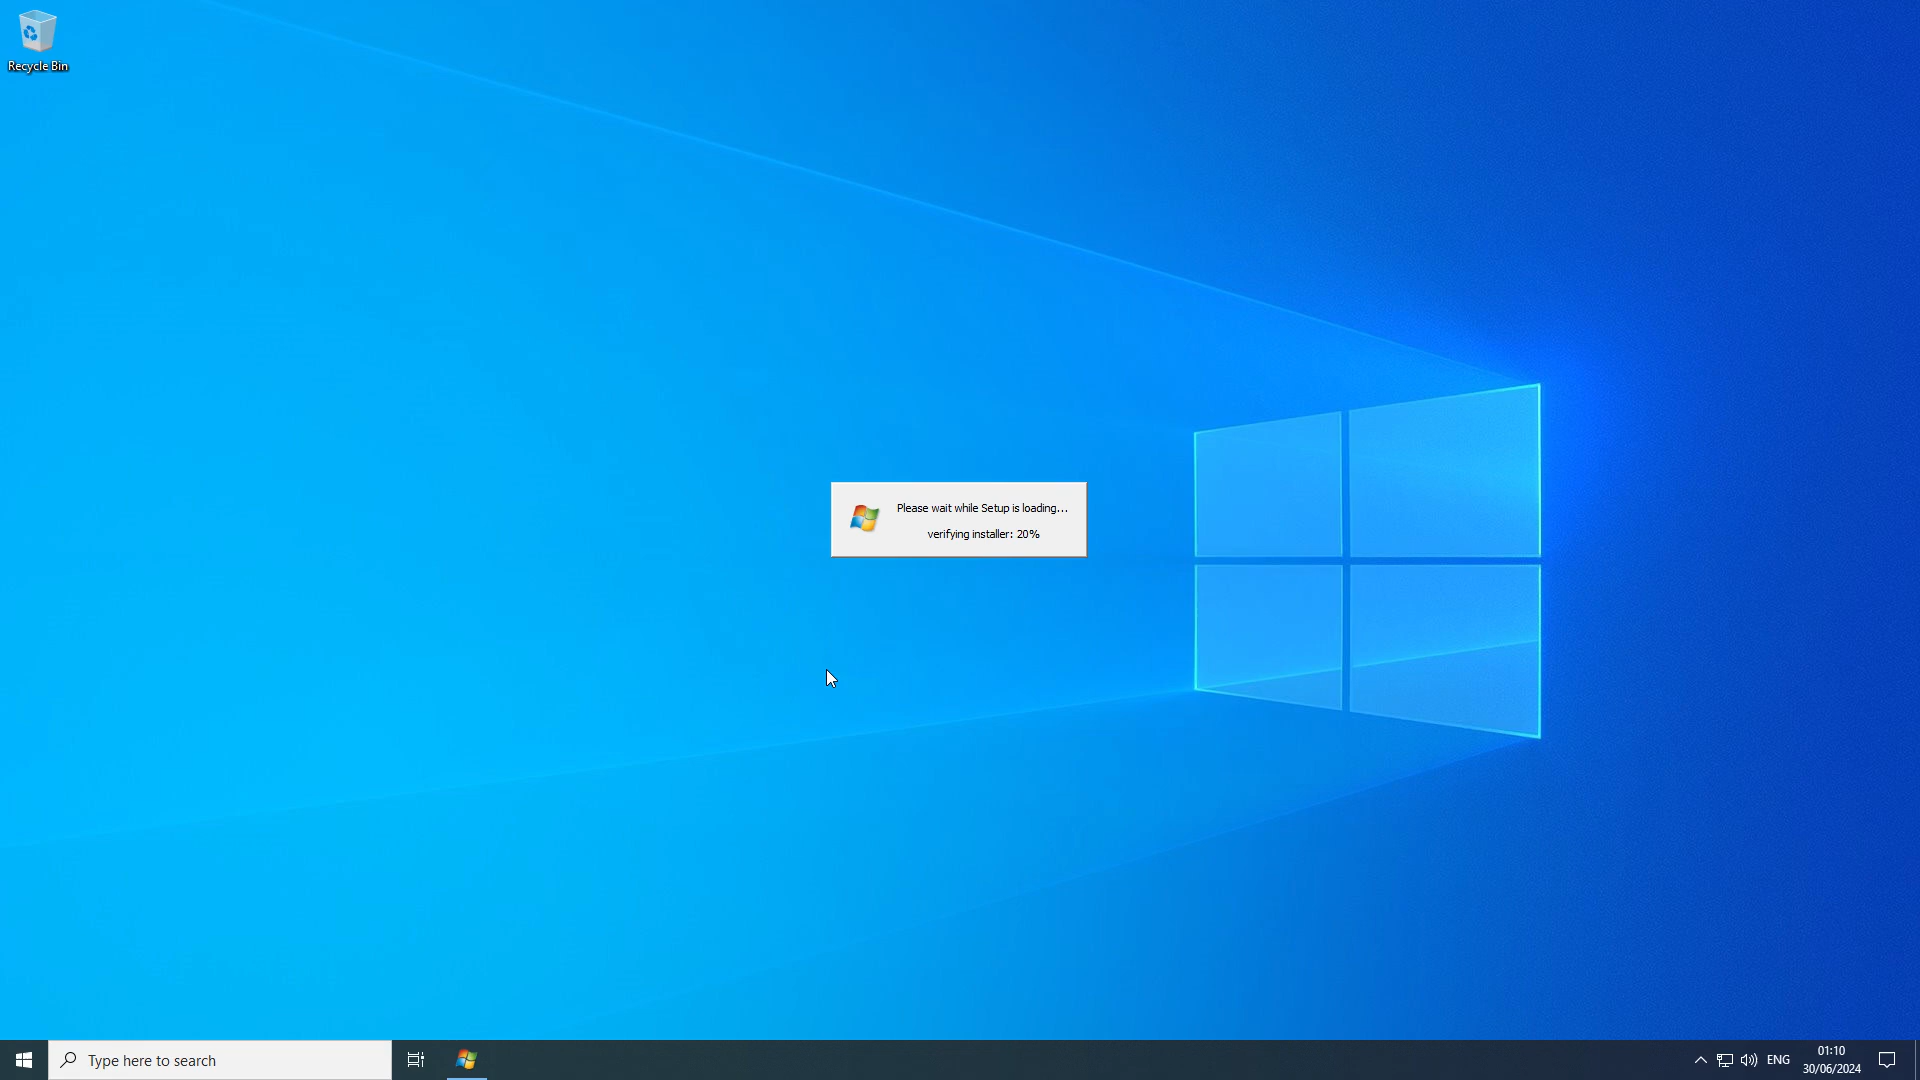 Recycle Bin
Please wait while Setup is loading...
verifying installer: 20%
Type here to search
ENG
01:10
30/06/2024